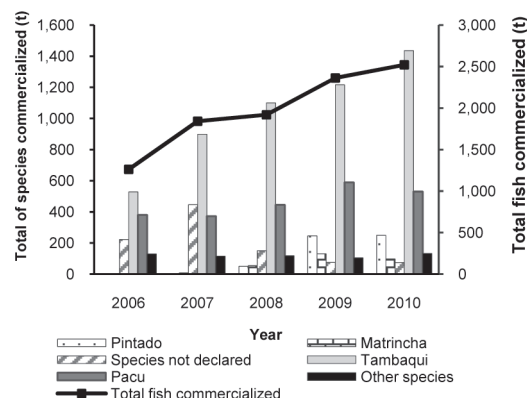 Total of species commercialized (t)
1,600
1,400
1,200
1,000
800
600
400
200
0
3,000
2,500
2,000
1,500
1,000
500
0
Total fish commercialized (t)
2006 2007 2008 2009 2010
Year
Pintado Matrincha
Species not declared Tambaqui
Pacu Other species
Total fish commercialized